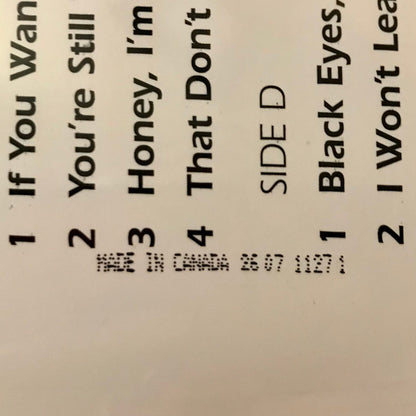 1 If You Wan
2 You're Still
3 Honey, I'm
4 That Don't
SIDE D
1 Black Eyes,
2 I Won't Lea
MADE IN CANADA 26 07 11271